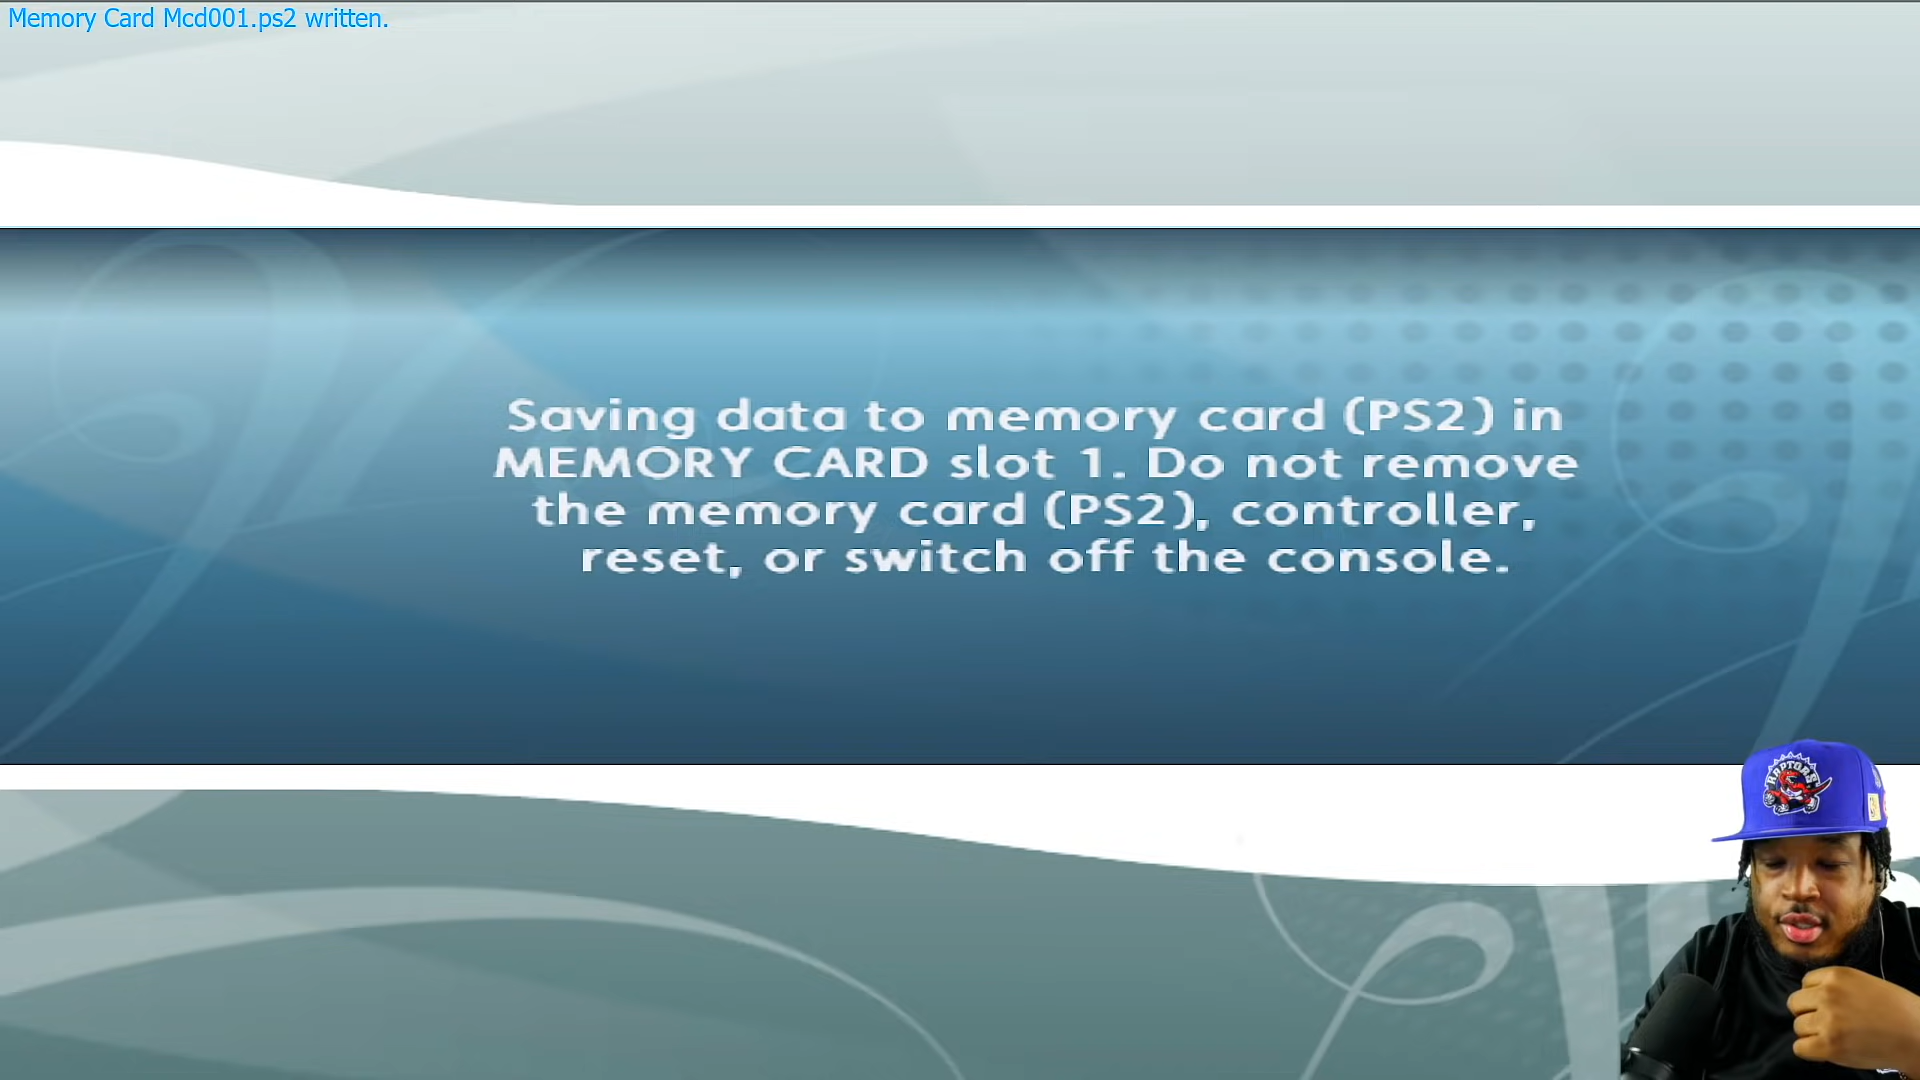 Memory Card Mcd001.ps2 written.
Saving data to memory card (PS2) in
MEMORY CARD slot 1. Do not remove
the memory card (PS2), controller,
reset, or switch off the console.
RAPTORS